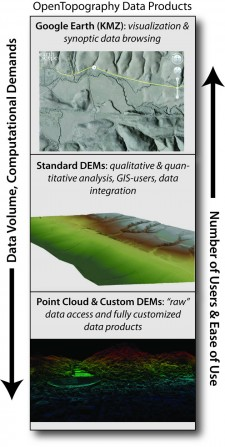 OpenTopography Data Products
Google Earth (KMZ): visualization &
synoptic data browsing
Standard DEMs: qualitative & quan-
titative analysis, GIS-users, data
integration
Point Cloud & Custom DEMs: "raw"
data access and fully customized
data products
Data Volume, Computational Demands
Number of Users & Ease of Use